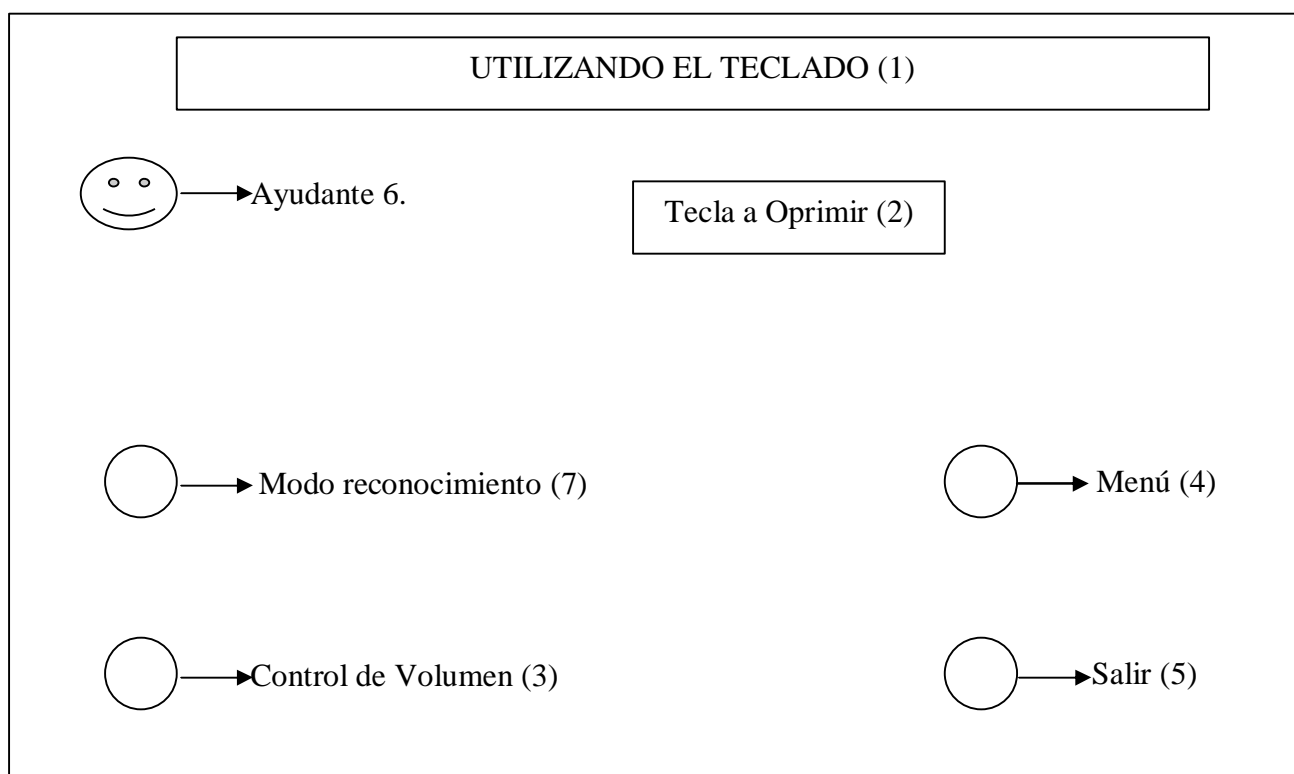 UTILIZANDO EL TECLADO (1)
Ayudante 6.
Tecla a Oprimir (2)
Modo reconocimiento (7)
Menú (4)
Control de Volumen (3)
Salir (5)